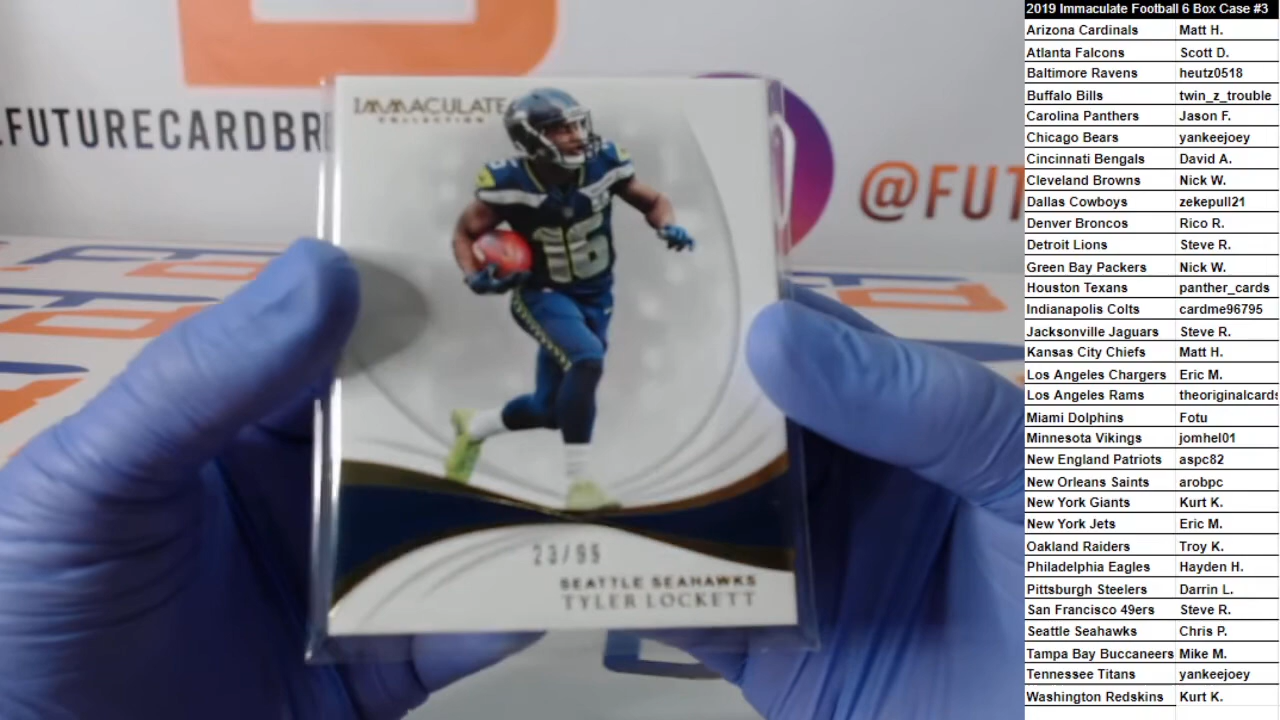 2019 Immaculate Football 6 Box Case #3
Arizona Cardinals Matt H.
Atlanta Falcons Scott D.
Baltimore Ravens heutz0518
Buffalo Bills twin_z_trouble
Carolina Panthers Jason F.
Chicago Bears yankeejoey
Cincinnati Bengals David A.
Cleveland Browns Nick W.
Dallas Cowboys zekepull21
Denver Broncos Rico R.
Detroit Lions Steve R.
Green Bay Packers Nick W.
Houston Texans panther_cards
Indianapolis Colts cardme96795
Jacksonville Jaguars Steve R.
Kansas City Chiefs Matt H.
Los Angeles Chargers Eric M.
Los Angeles Rams theoriginalcards
Miami Dolphins Fotu
Minnesota Vikings jomhel01
New England Patriots aspc82
New Orleans Saints arobpc
New York Giants Kurt K.
New York Jets Eric M.
Oakland Raiders Troy K.
Philadelphia Eagles Hayden H.
Pittsburgh Steelers Darrin L.
San Francisco 49ers Steve R.
Seattle Seahawks Chris P.
Tampa Bay Buccaneers Mike M.
Tennessee Titans yankeejoey
Washington Redskins Kurt K.
FUTURECARDBR
@FUT
IMMACULATE
COLLECTION
16
23/99
SEATTLE SEAHAWKS
TYLER LOCKETT